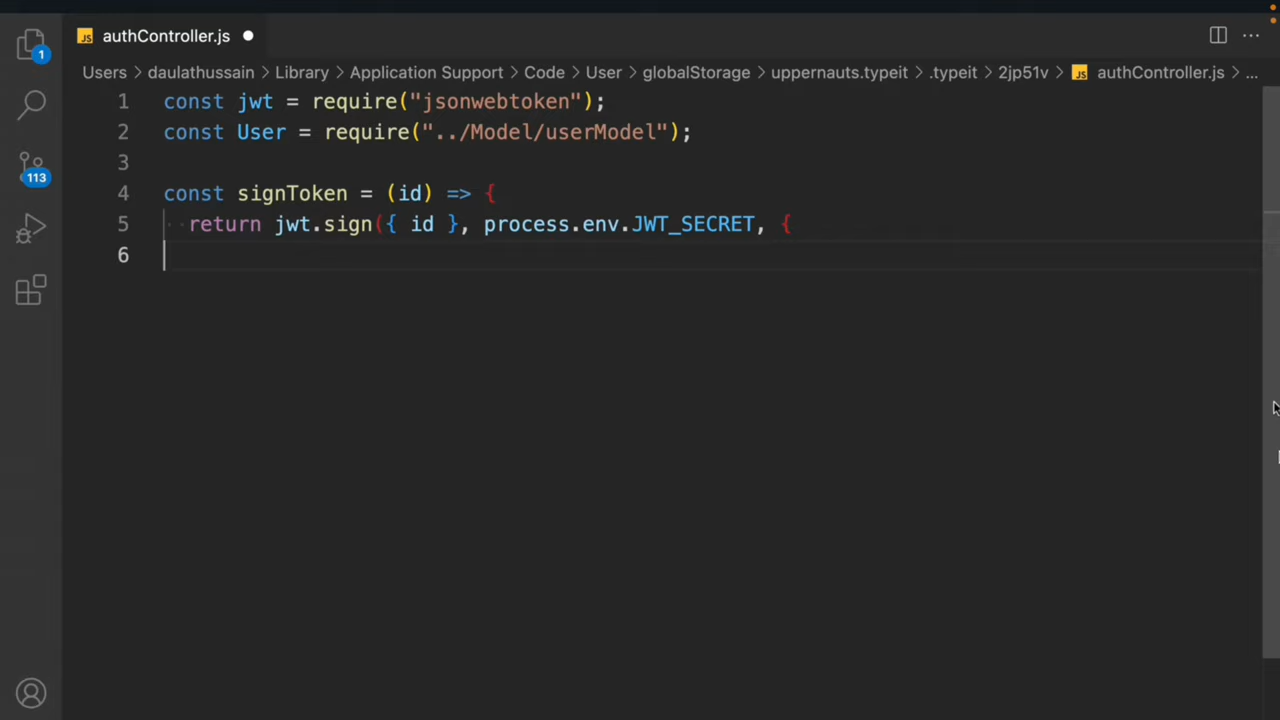 authController.js
1
Users > daulathussain > Library > Application Support > Code > User > globalStorage > uppernauts.typeit > .typeit > 2jp51v > JS authController.js > ...
113
1 const jwt = require("jsonwebtoken");
2 const User = require("../Model/userModel");
3
4 const signToken = (id) => {
5 return jwt.sign({ id }, process.env.JWT_SECRET, {
6